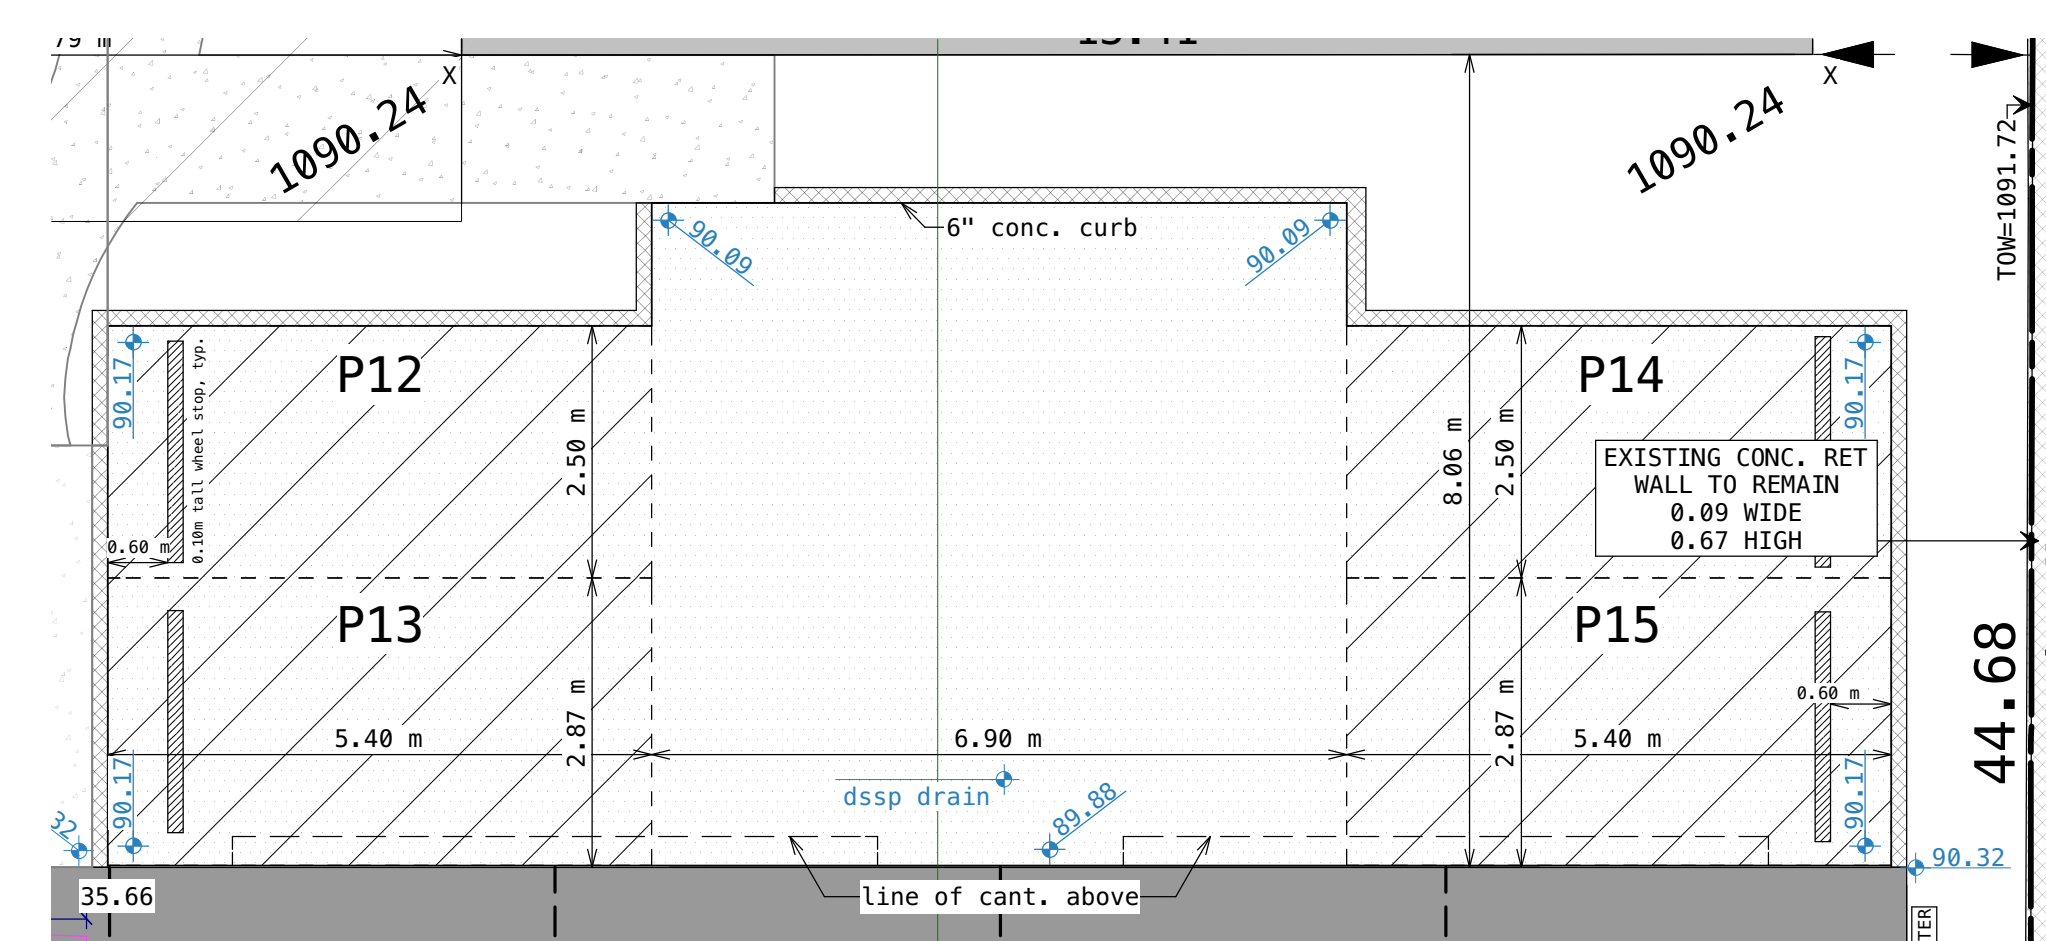 79 m
X
X
1090.24
1090.24
TOW=1091.72
90.09
6" conc. curb
90.09
90.17
0.10m tall wheel stop, typ.
P12
2.50 m
8.06 m
2.50 m
P14
90.17
EXISTING CONC. RET
WALL TO REMAIN
0.09 WIDE
0.67 HIGH
0.60 m
P13
P15
44.68
0.60 m
2.87 m
2.87 m
5.40 m
6.90 m
5.40 m
90.17
dssp drain
89.88
90.17
32
90.32
35.66
line of cant. above
TER